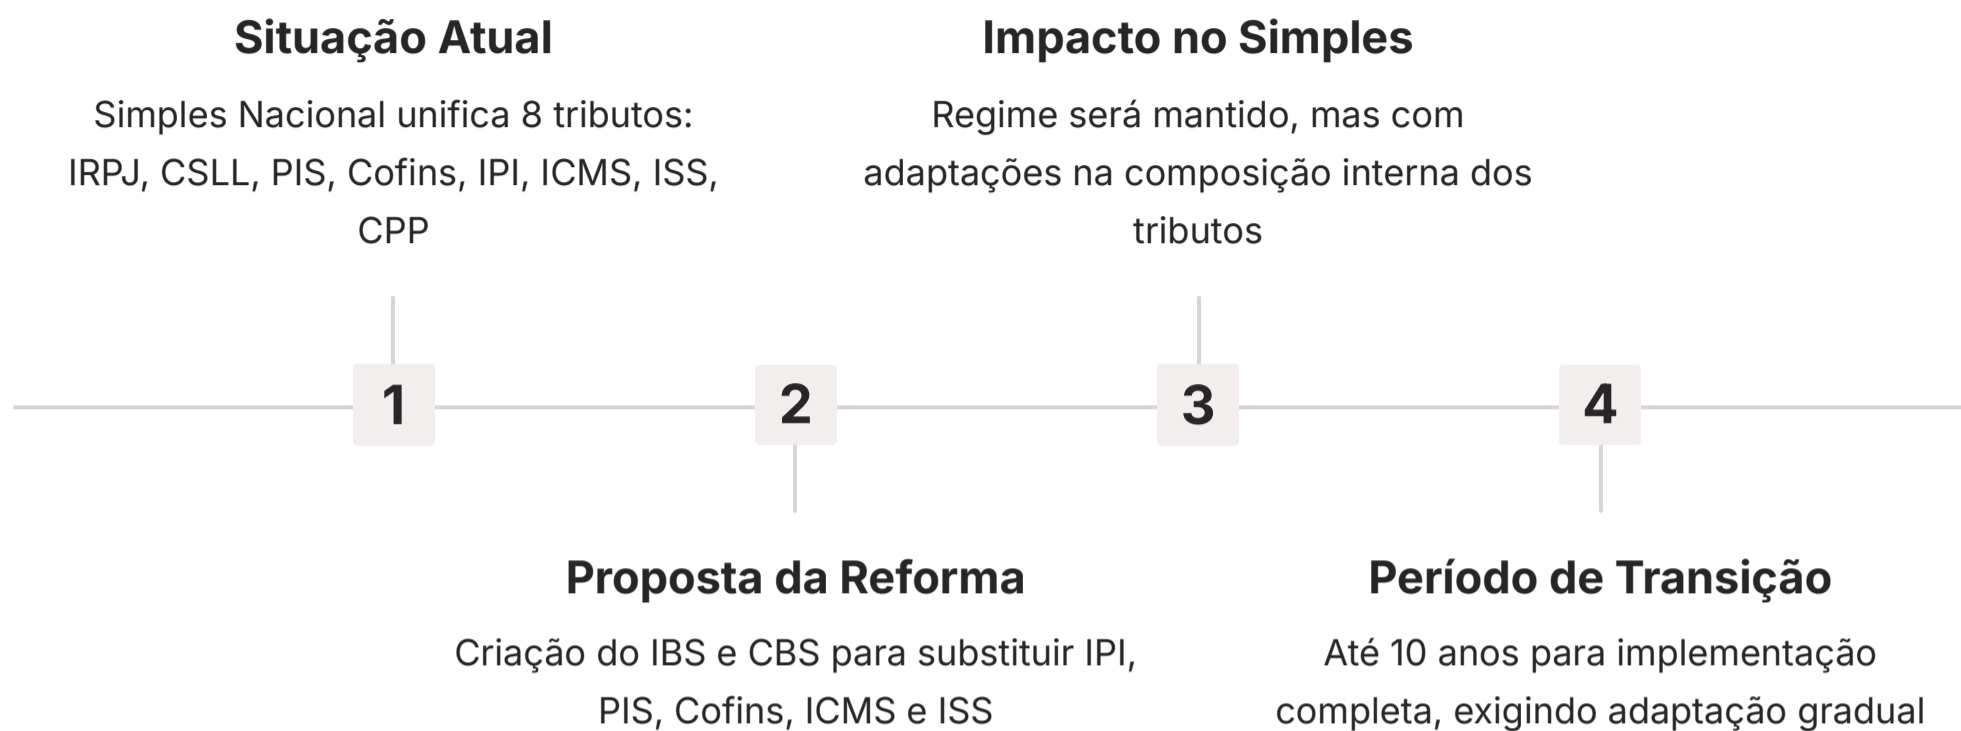 Situação Atual
Simples Nacional unifica 8 tributos:
IRPJ, CSLL, PIS, Cofins, IPI, ICMS, ISS,
CPP
1
Proposta da Reforma
Criação do IBS e CBS para substituir IPI,
PIS, Cofins, ICMS e ISS
2
Impacto no Simples
Regime será mantido, mas com
adaptações na composição interna dos
tributos
3
Período de Transição
Até 10 anos para implementação
completa, exigindo adaptação gradual
4